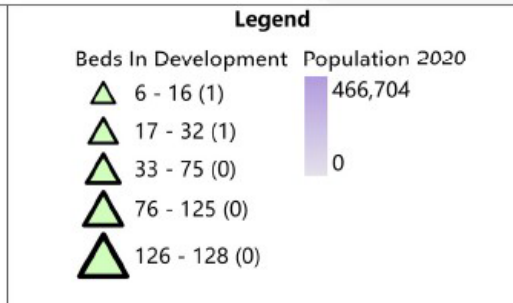 Legend
Beds In Development
6 - 16 (1)
17 - 32 (1)
33 - 75 (0)
76 - 125 (0)
126 - 128 (0)
Population 2020
466,704
0